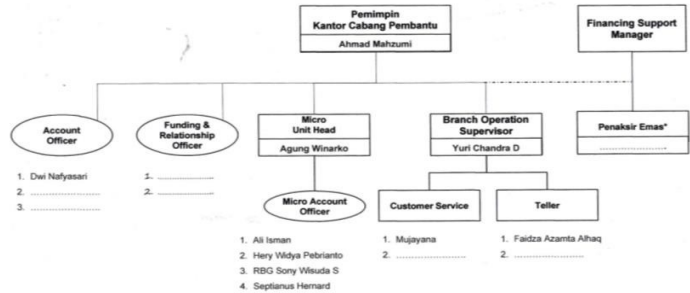 Pemimpin
Kantor Cabang Pembantu
Ahmad Mahzumi
Financing Support
Manager
Account
Officer
1. Dwi Nafyasari
2. ........................
3. ........................
Funding &
Relationship
Officer
1. ........................
2. ........................
Micro
Unit Head
Agung Winarko
Micro Account
Officer
1. Ali Isman
2. Hery Widya Pebrianto
3. RBG Sony Wisuda S
4. Septianus Hernard
Branch Operation
Supervisor
Yuri Chandra D
Customer Service
1. Mujayana
2. ........................
Teller
1. Faidza Azamta Alhaq
2. ........................
Penaksir Emas*
........................